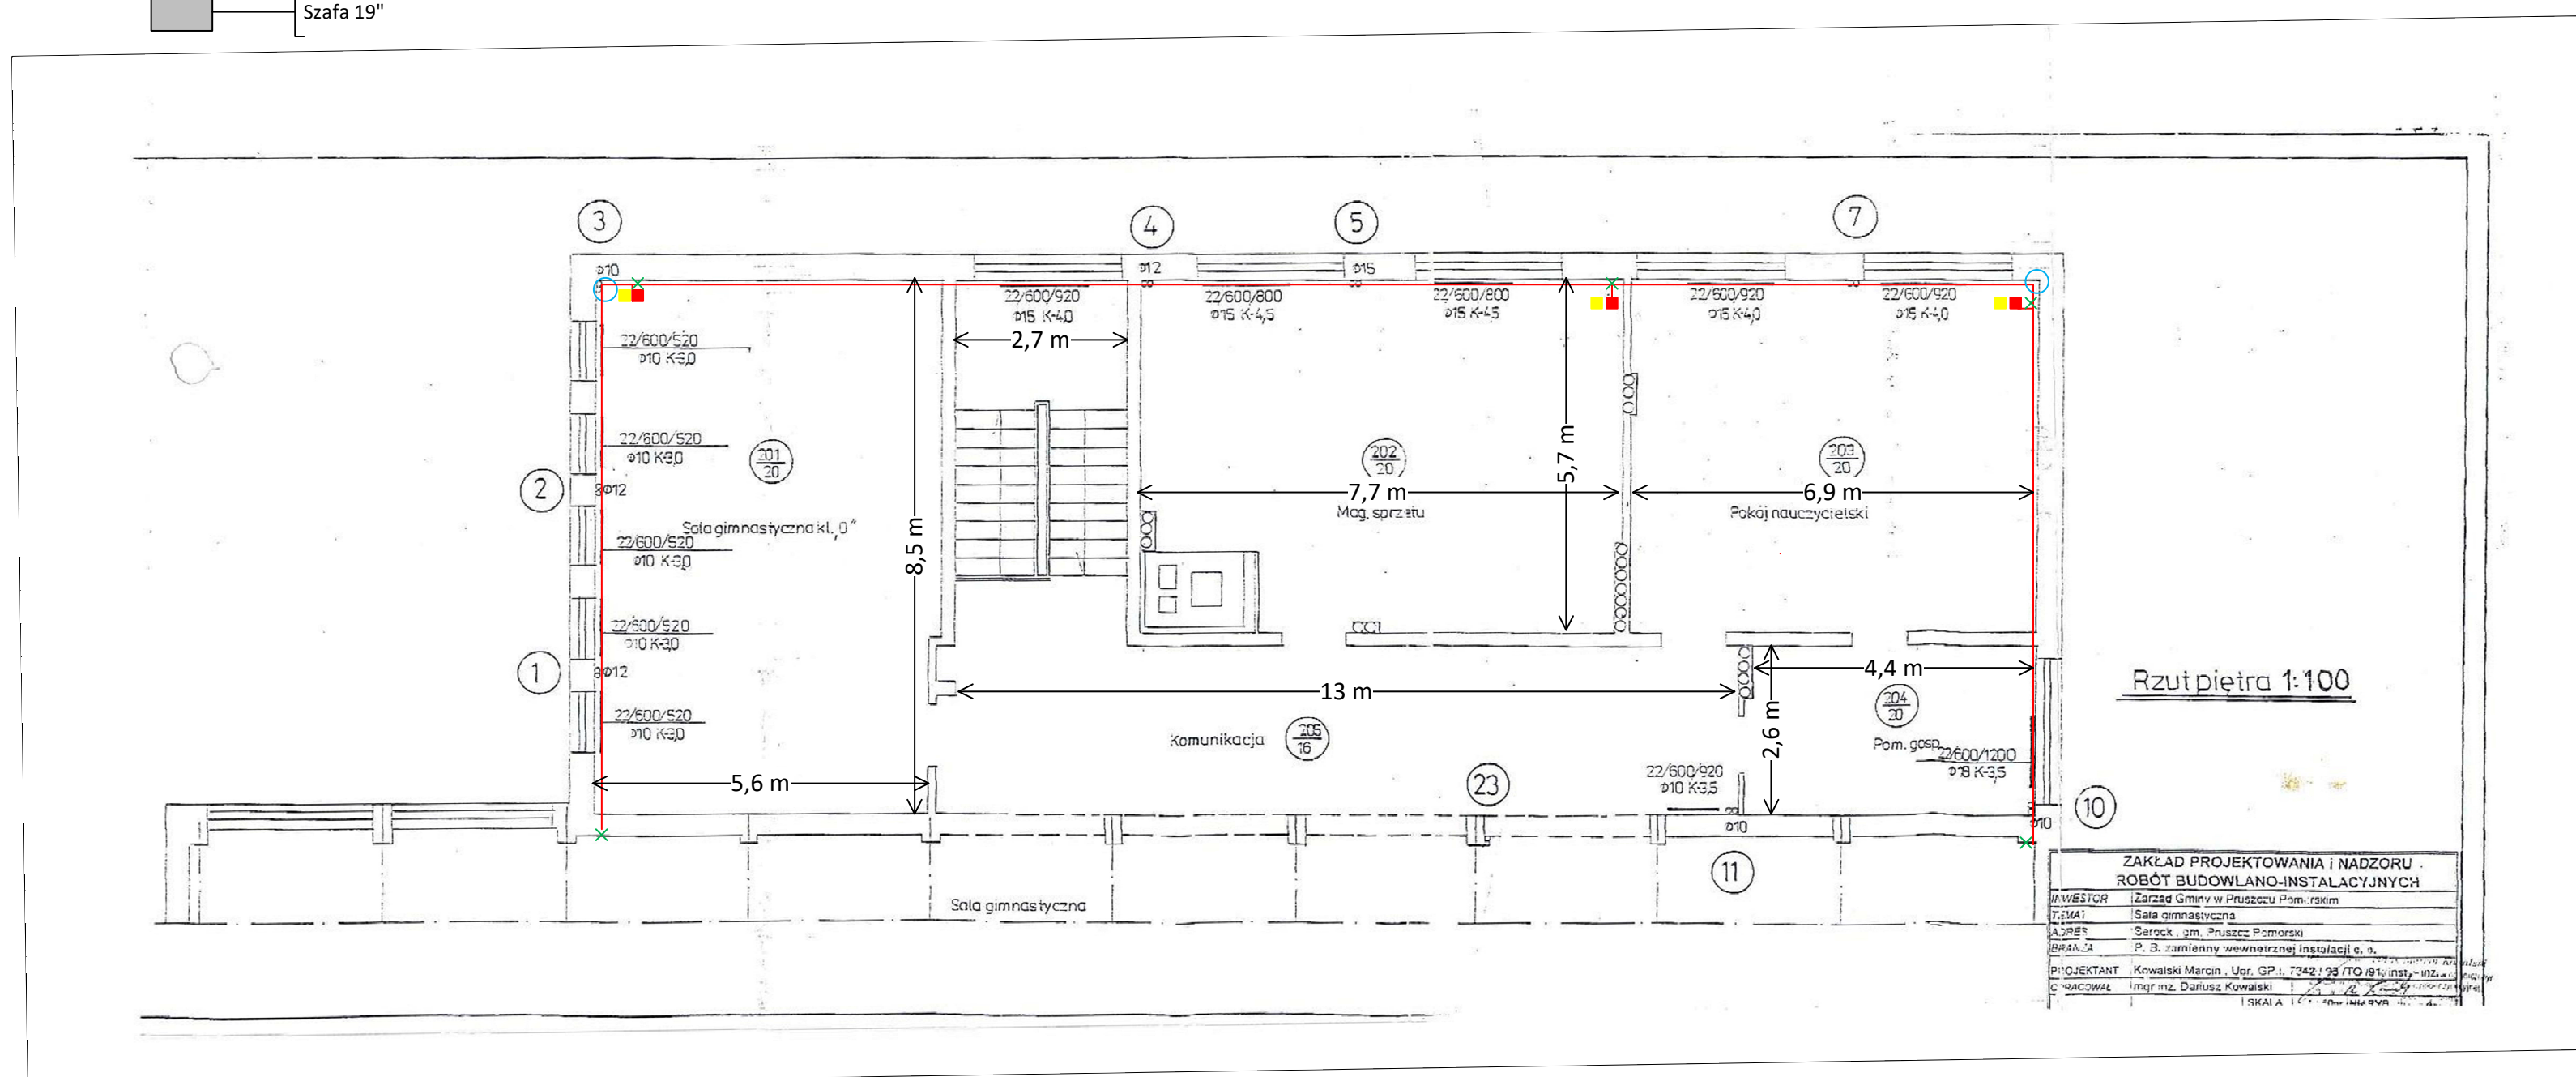 Szafa 19"
3
4
5
7
ø10
ø12
ø15
22/600/920
ø15 K-4,0
22/600/800
ø15 K-4,5
22/600/800
ø15 K-4,5
22/600/920
ø15 K-4,0
22/600/920
ø15 K-4,0
2,7 m
22/600/520
ø10 K-3,0
22/600/520
ø10 K-3,0
201
20
202
20
203
20
5,7 m
2
ø12
7,7 m
6,9 m
Mag. sprzętu
Pokój nauczycielski
Sala gimnastyczna kl. „0"
8,5 m
22/600/520
ø10 K-3,0
22/600/520
ø10 K-3,0
1
ø12
4,4 m
13 m
Rzut piętra 1:100
204
20
22/600/520
ø10 K-3,0
2,6 m
Komunikacja
205
16
Pom. gosp.
22/600/1200
ø18 K-3,5
22/600/920
ø10 K-3,5
5,6 m
23
10
ø10
ø10
11
Sala gimnastyczna
ZAKŁAD PROJEKTOWANIA i NADZORU
ROBÓT BUDOWLANO-INSTALACYJNYCH
INWESTOR Zarząd Gminy w Pruszczu Pomorskim
TEMAT Sala gimnastyczna
ADRES Serock, gm. Pruszcz Pomorski
BRANŻA P. B. zamienny wewnętrznej instalacji c. o.
PROJEKTANT Kowalski Marcin, Upr. GP.I. 7342 / 98 /TO /91,
OPRACOWAŁ mgr inż. Dariusz Kowalski
SKALA